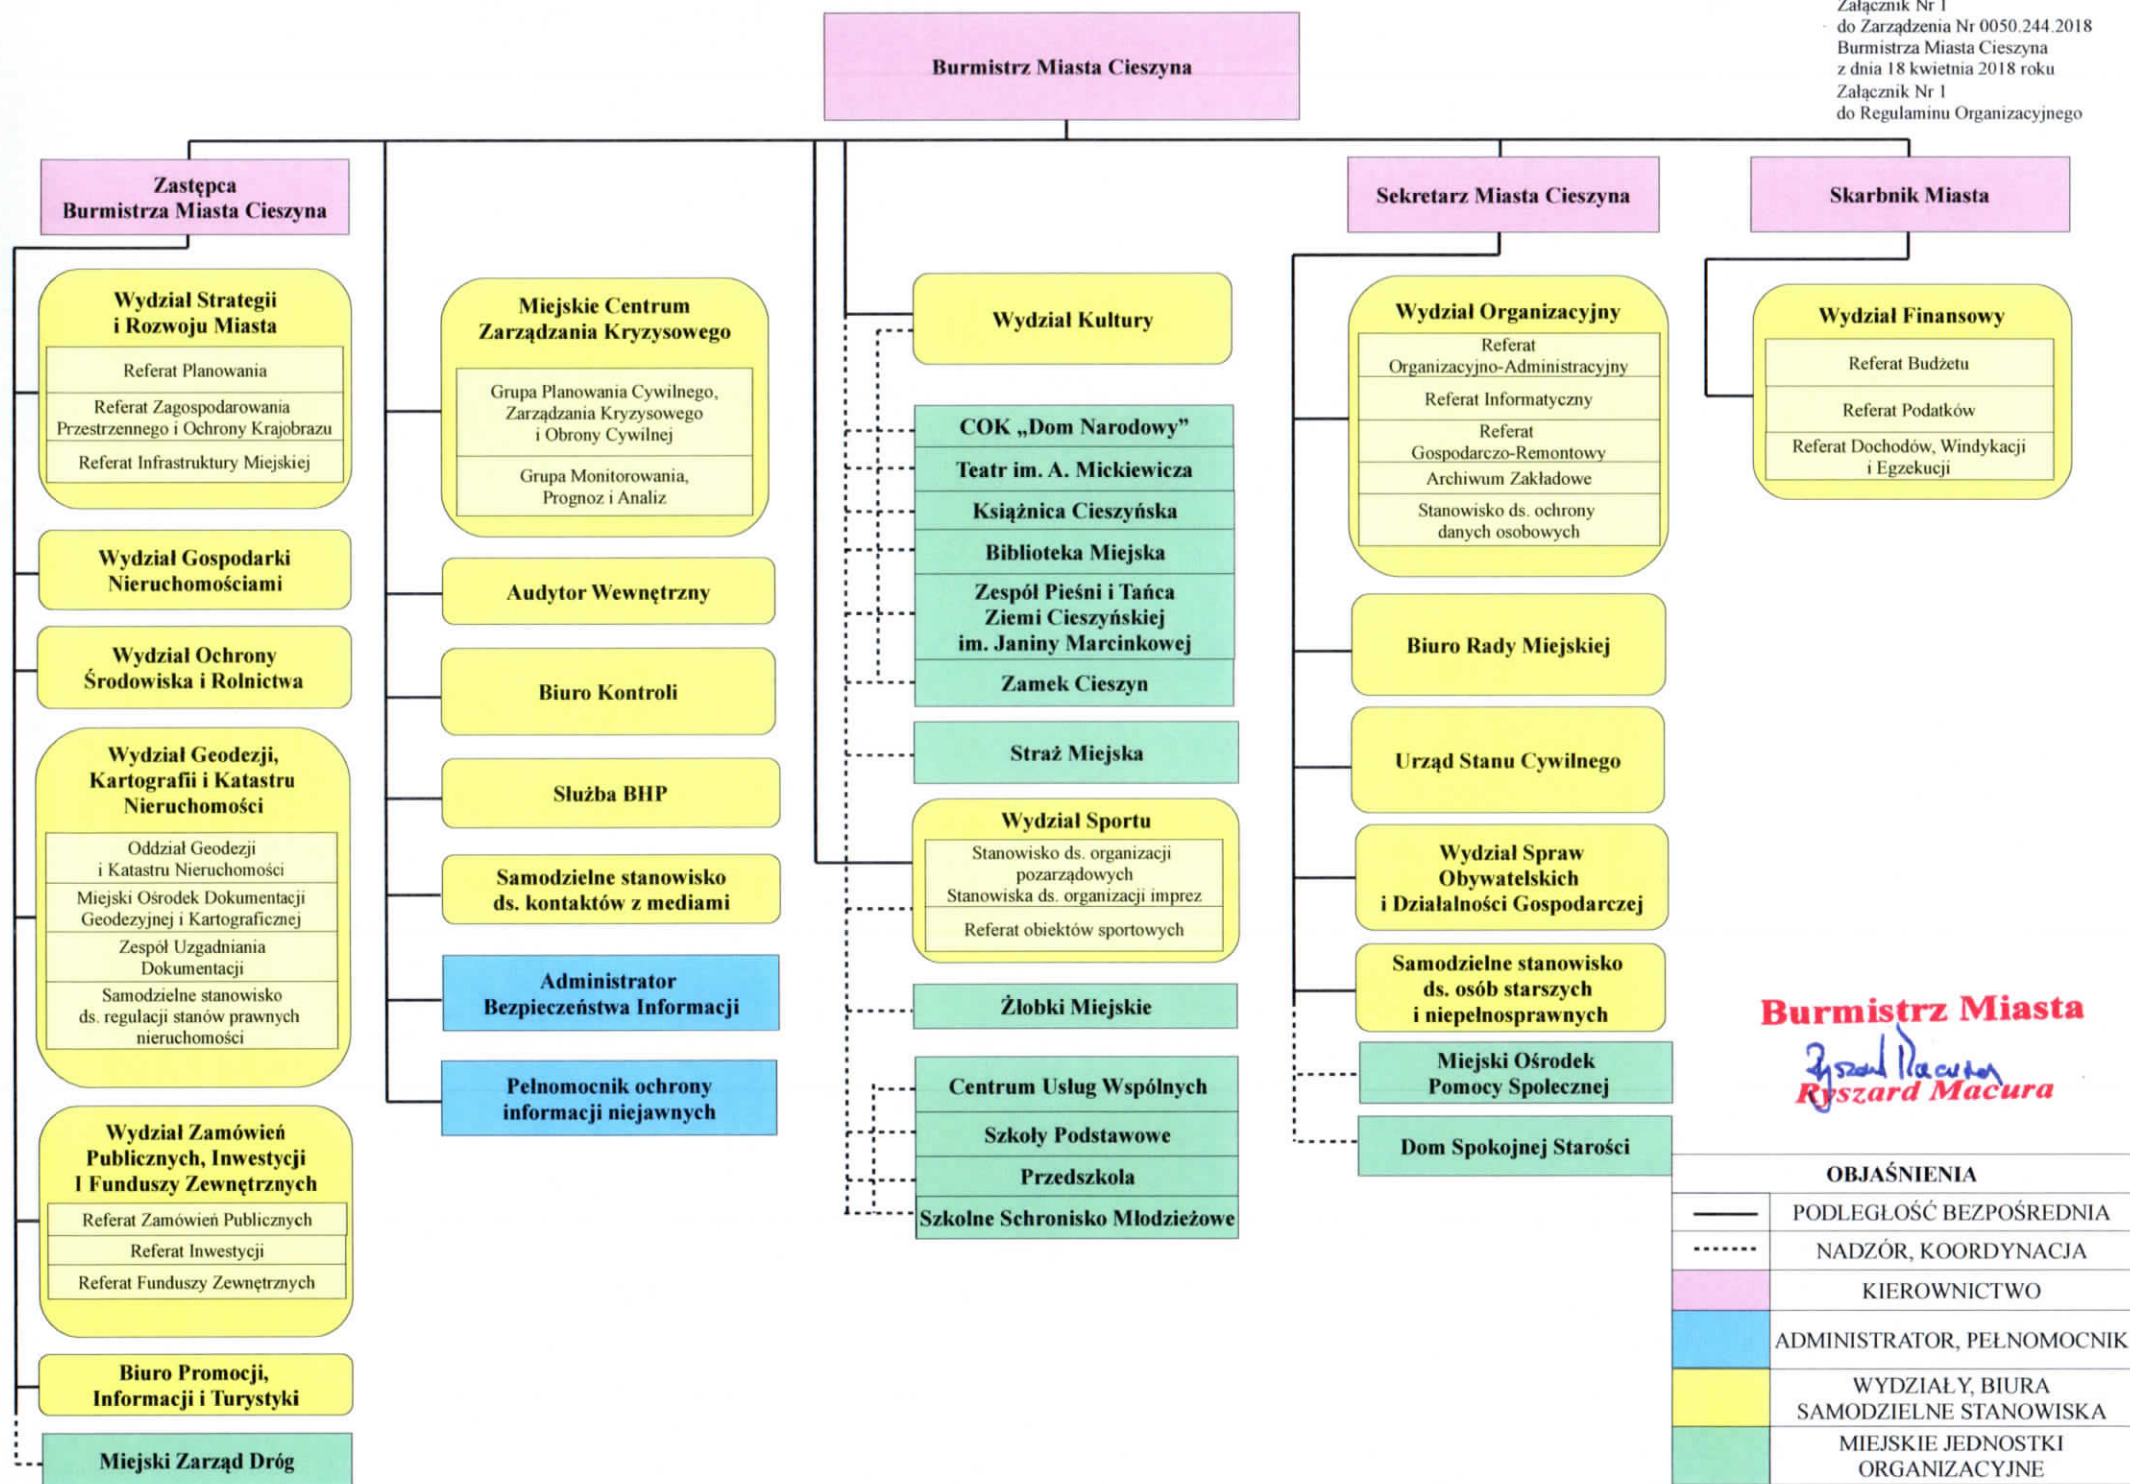 Załącznik Nr 1
do Zarządzenia Nr 0050.244.2018
Burmistrza Miasta Cieszyna
z dnia 18 kwietnia 2018 roku
Załącznik Nr 1
do Regulaminu Organizacyjnego
Burmistrz Miasta Cieszyna
Zastępca
Burmistrza Miasta Cieszyna
Sekretarz Miasta Cieszyna
Skarbnik Miasta
Wydział Strategii
i Rozwoju Miasta
Referat Planowania
Referat Zagospodarowania
Przestrzennego i Ochrony Krajobrazu
Referat Infrastruktury Miejskiej
Wydział Gospodarki
Nieruchomościami
Wydział Ochrony
Środowiska i Rolnictwa
Wydział Geodezji,
Kartografii i Katastru
Nieruchomości
Oddział Geodezji
i Katastru Nieruchomości
Miejski Ośrodek Dokumentacji
Geodezyjnej i Kartograficznej
Zespół Uzgadniania
Dokumentacji
Samodzielne stanowisko
ds. regulacji stanów prawnych
nieruchomości
Wydział Zamówień
Publicznych, Inwestycji
I Funduszy Zewnętrznych
Referat Zamówień Publicznych
Referat Inwestycji
Referat Funduszy Zewnętrznych
Biuro Promocji,
Informacji i Turystyki
Miejski Zarząd Dróg
Miejskie Centrum
Zarządzania Kryzysowego
Grupa Planowania Cywilnego,
Zarządzania Kryzysowego
i Obrony Cywilnej
Grupa Monitorowania,
Prognoz i Analiz
Audytor Wewnętrzny
Biuro Kontroli
Służba BHP
Samodzielne stanowisko
ds. kontaktów z mediami
Administrator
Bezpieczeństwa Informacji
Pełnomocnik ochrony
informacji niejawnych
Wydział Kultury
COK „Dom Narodowy”
Teatr im. A. Mickiewicza
Książnica Cieszyńska
Biblioteka Miejska
Zespół Pieśni i Tańca
Ziemi Cieszyńskiej
im. Janiny Marcinkowej
Zamek Cieszyn
Straż Miejska
Wydział Sportu
Stanowisko ds. organizacji
pozarządowych
Stanowiska ds. organizacji imprez
Referat obiektów sportowych
Żłobki Miejskie
Centrum Usług Wspólnych
Szkoły Podstawowe
Przedszkola
Szkolne Schronisko Młodzieżowe
Wydział Organizacyjny
Referat
Organizacyjno-Administracyjny
Referat Informatyczny
Referat
Gospodarczo-Remontowy
Archiwum Zakładowe
Stanowisko ds. ochrony
danych osobowych
Biuro Rady Miejskiej
Urząd Stanu Cywilnego
Wydział Spraw
Obywatelskich
i Działalności Gospodarczej
Samodzielne stanowisko
ds. osób starszych
i niepełnosprawnych
Miejski Ośrodek
Pomocy Społecznej
Dom Spokojnej Starości
Wydział Finansowy
Referat Budżetu
Referat Podatków
Referat Dochodów, Windykacji
i Egzekucji
Burmistrz Miasta
Ryszard Macura
Ryszard Macura
OBJAŚNIENIA
PODLEGŁOŚĆ BEZPOŚREDNIA
NADZÓR, KOORDYNACJA
KIEROWNICTWO
ADMINISTRATOR, PEŁNOMOCNIK
WYDZIAŁY, BIURA
SAMODZIELNE STANOWISKA
MIEJSKIE JEDNOSTKI
ORGANIZACYJNE